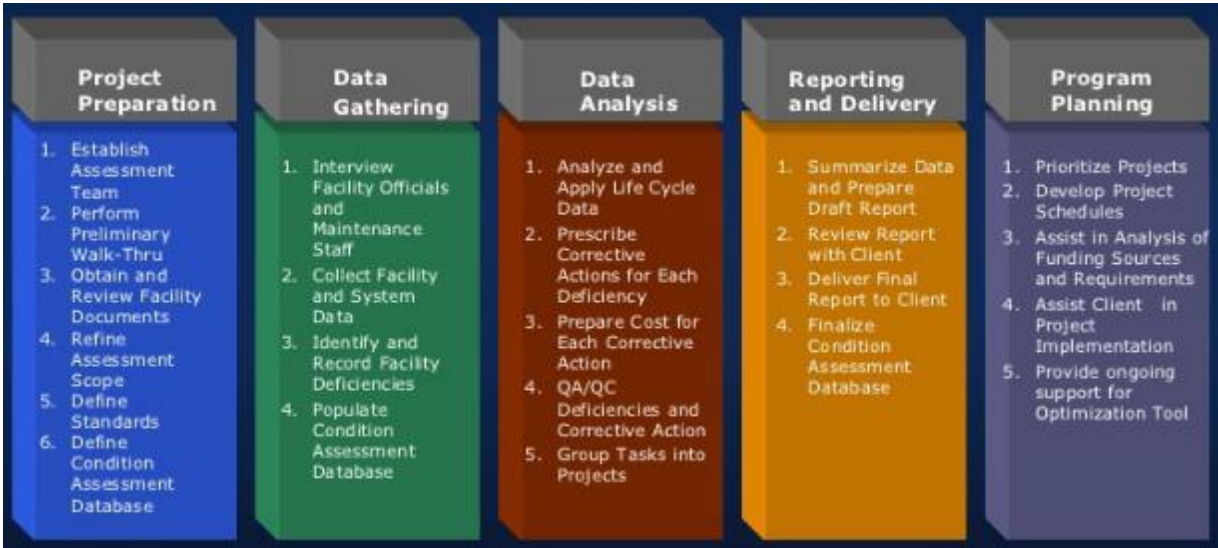 Project
Preparation
1. Establish
Assessment
Team
2. Perform
Preliminary
Walk-Thru
3. Obtain and
Review Facility
Documents
4. Refine
Assessment
Scope
5. Define
Standards
6. Define
Condition
Assessment
Database
Data
Gathering
1. Interview
Facility Officials
and
Maintenance
Staff
2. Collect Facility
and System
Data
3. Identify and
Record Facility
Deficiencies
4. Populate
Condition
Assessment
Database
Data
Analysis
1. Analyze and
Apply Life Cycle
Data
2. Prescribe
Corrective
Actions for Each
Deficiency
3. Prepare Cost for
Each Corrective
Action
4. QA/QC
Deficiencies and
Corrective Action
5. Group Tasks into
Projects
Reporting
and Delivery
1. Summarize Data
and Prepare
Draft Report
2. Review Report
with Client
3. Deliver Final
Report to Client
4. Finalize
Condition
Assessment
Database
Program
Planning
1. Prioritize Projects
2. Develop Project
Schedules
3. Assist in Analysis of
Funding Sources
and Requirements
4. Assist Client in
Project
Implementation
5. Provide ongoing
support for
Optimization Tool